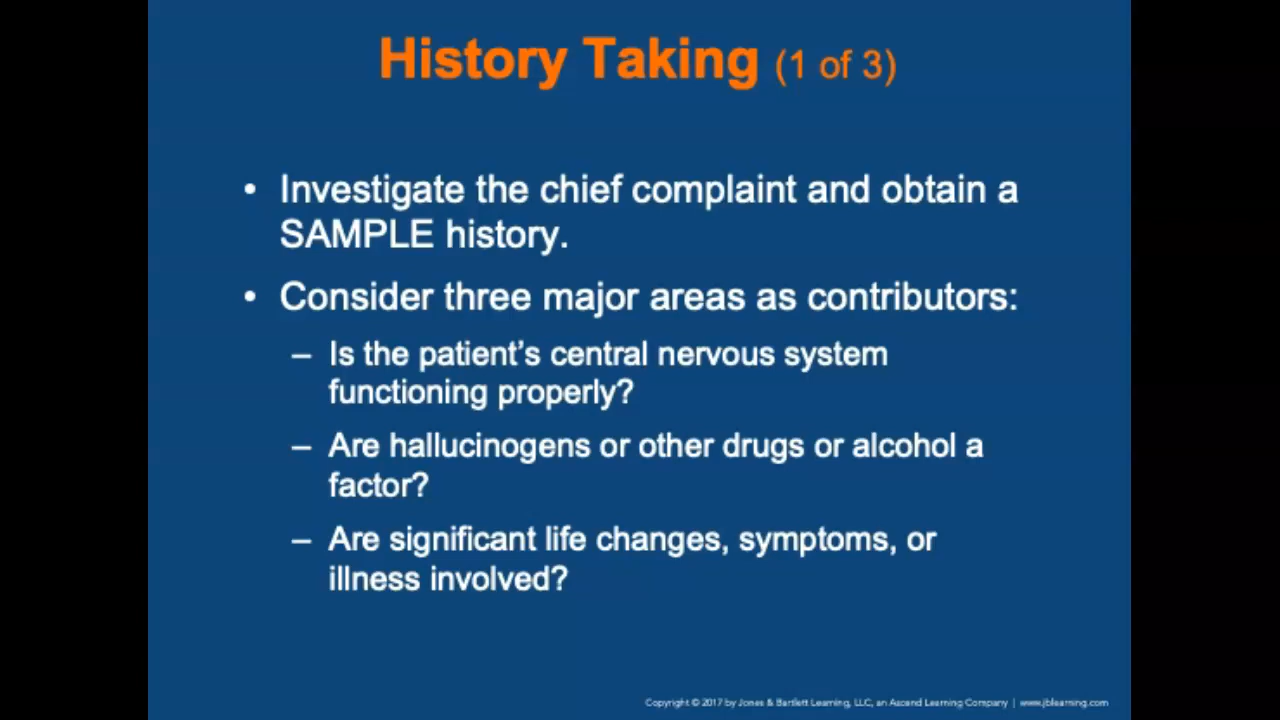 History Taking (1 of 3)
• Investigate the chief complaint and obtain a
SAMPLE history.
• Consider three major areas as contributors:
– Is the patient’s central nervous system
functioning properly?
– Are hallucinogens or other drugs or alcohol a
factor?
– Are significant life changes, symptoms, or
illness involved?
Copyright © 2017 by Jones & Bartlett Learning, LLC, an Ascend Learning Company | www.jblearning.com